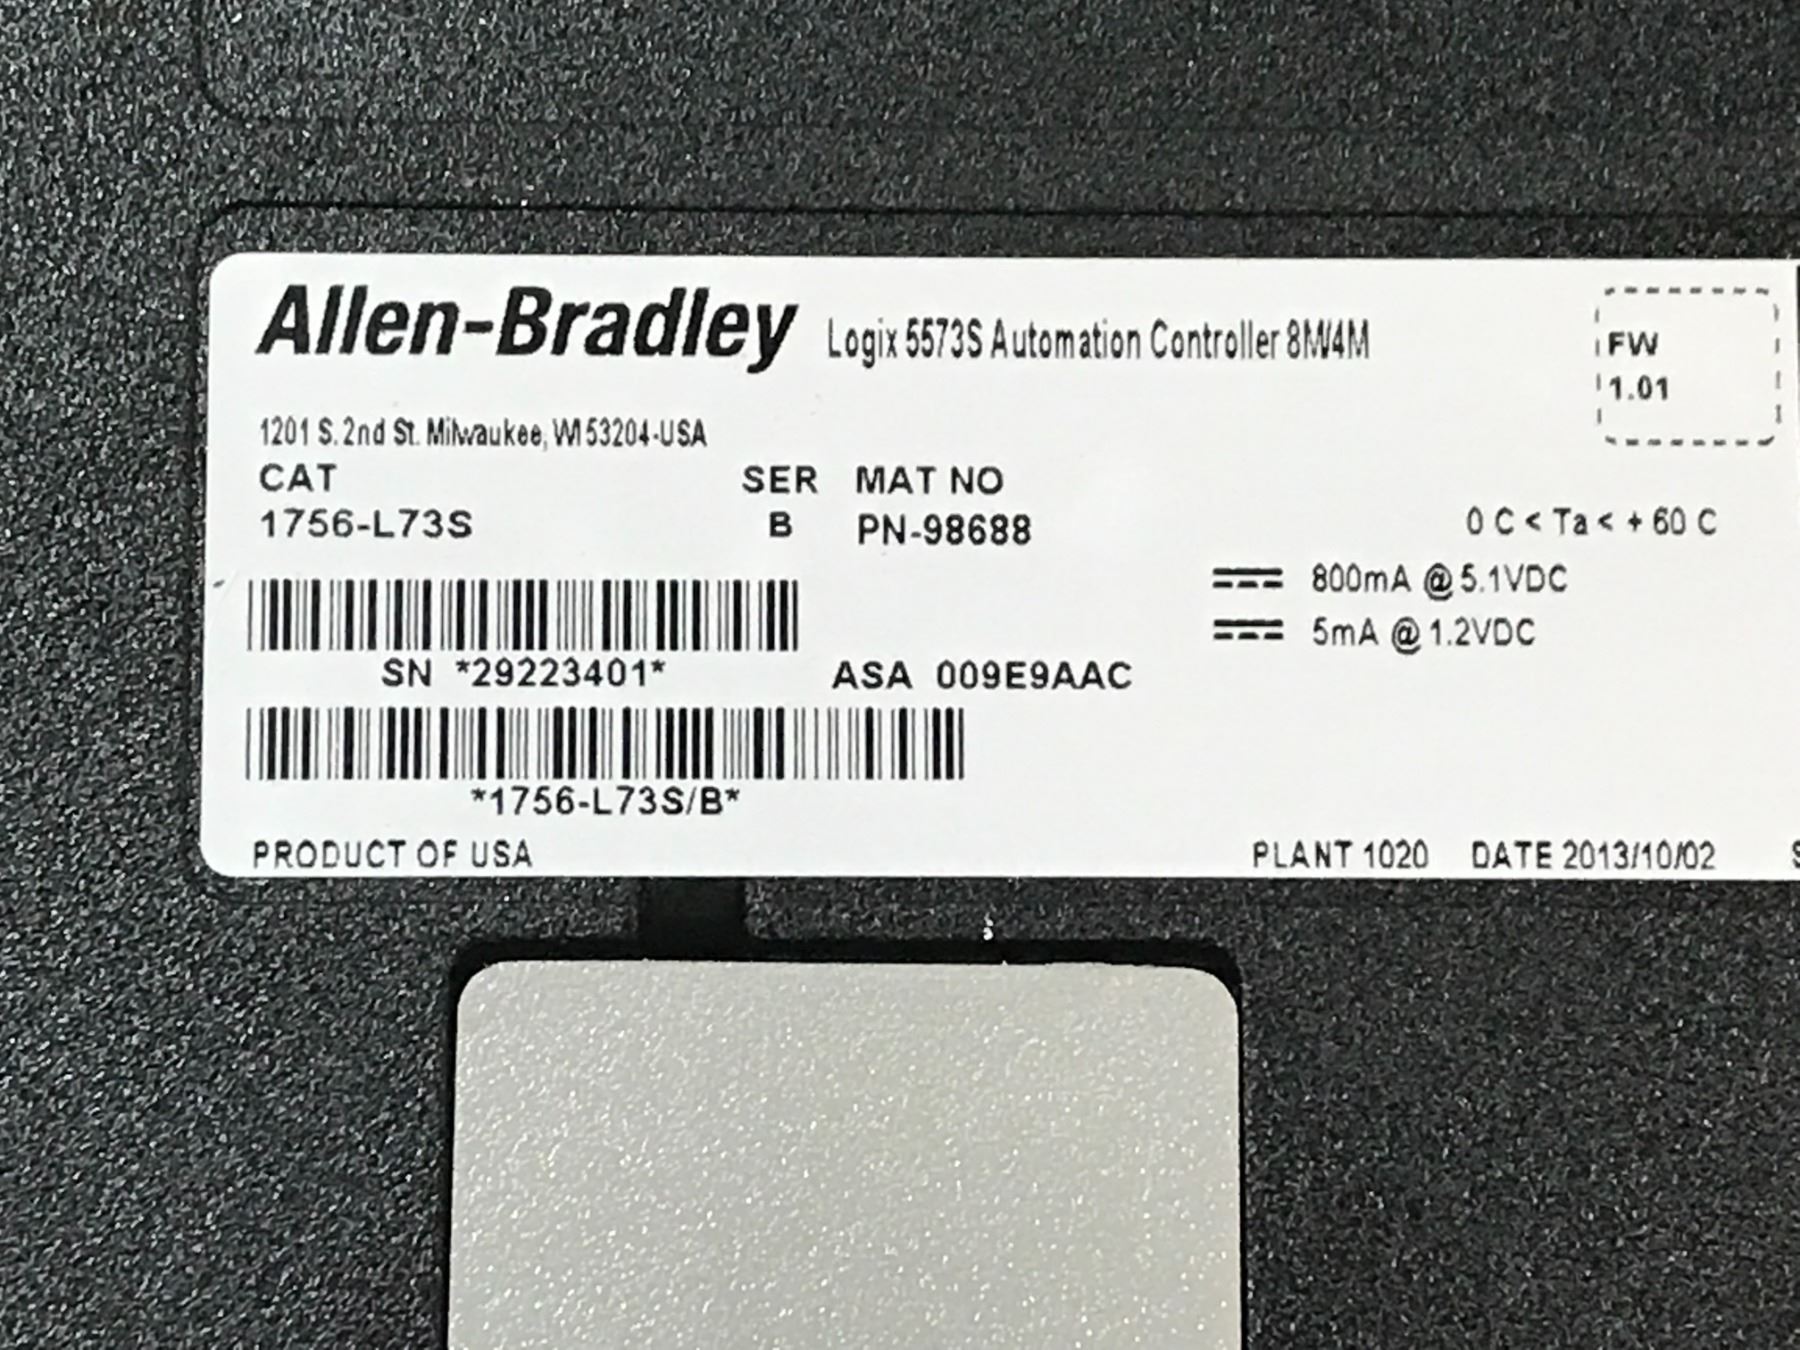 Allen-Bradley Logix 5573S Automation Controller 8M/4M
FW
1.01
1201 S. 2nd St. Milwaukee, WI 53204-USA
CAT SER MAT NO
1756-L73S B PN-98688
0 C < Ta < + 60 C
800mA @ 5.1VDC
5mA @ 1.2VDC
SN *29223401* ASA 009E9AAC
*1756-L73S/B*
PRODUCT OF USA PLANT 1020 DATE 2013/10/02